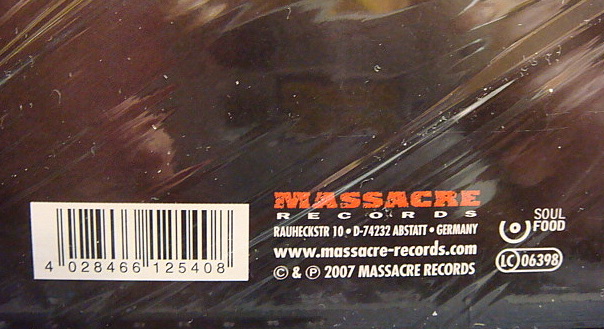 MASSACRE
RECORDS
RAUHECKSTR 10 • D-74232 ABSTATT • GERMANY
www.massacre-records.com
© & ℗ 2007 MASSACRE RECORDS
4 028466 125408
SOUL
FOOD
LC 06398